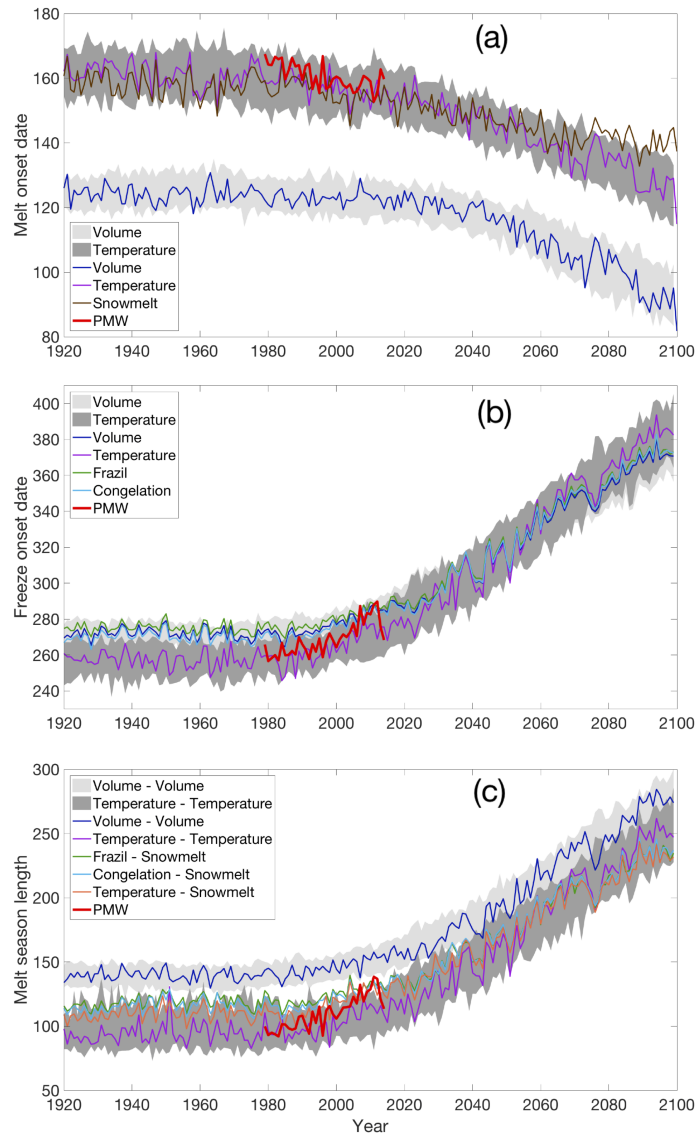 180
160
140
120
100
80
Melt onset date
(a)
Volume
Temperature
Volume
Temperature
Snowmelt
PMW
1920 1940 1960 1980 2000 2020 2040 2060 2080 2100
400
380
360
340
320
300
280
260
240
Freeze onset date
(b)
Volume
Temperature
Volume
Temperature
Frazil
Congelation
PMW
1920 1940 1960 1980 2000 2020 2040 2060 2080 2100
300
250
200
150
100
50
Melt season length
(c)
Volume - Volume
Temperature - Temperature
Volume - Volume
Temperature - Temperature
Frazil - Snowmelt
Congelation - Snowmelt
Temperature - Snowmelt
PMW
1920 1940 1960 1980 2000 2020 2040 2060 2080 2100
Year